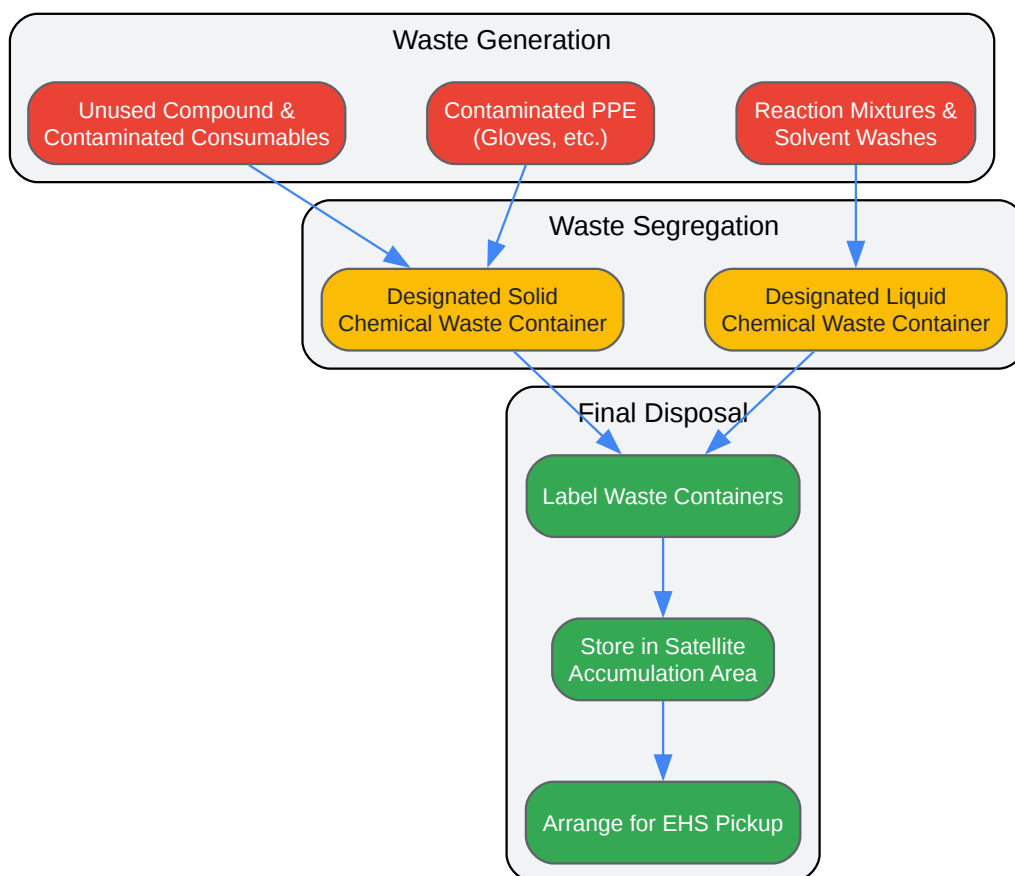 Waste Generation
Unused Compound &
Contaminated Consumables
Contaminated PPE
(Gloves, etc.)
Reaction Mixtures &
Solvent Washes
Waste Segregation
Designated Solid
Chemical Waste Container
Designated Liquid
Chemical Waste Container
Final Disposal
Label Waste Containers
Store in Satellite
Accumulation Area
Arrange for EHS Pickup